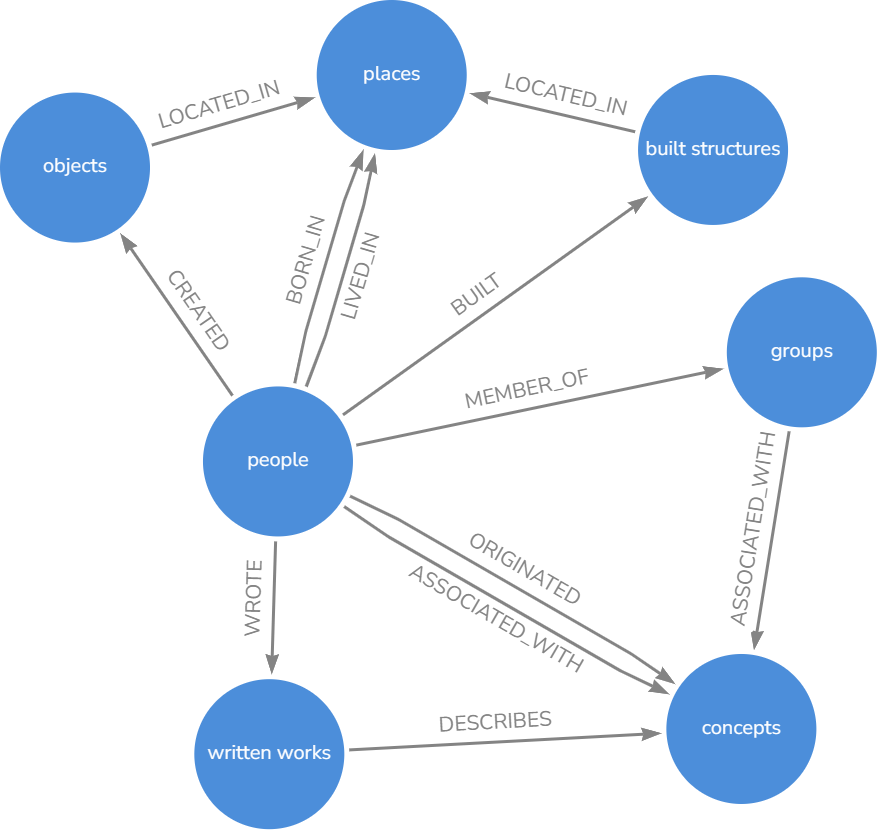 places
LOCATED_IN
LOCATED_IN
built structures
objects
BORN_IN
LIVED_IN
CREATED
BUILT
groups
MEMBER_OF
people
ASSOCIATED_WITH
ORIGINATED
ASSOCIATED_WITH
WROTE
DESCRIBES
concepts
written works